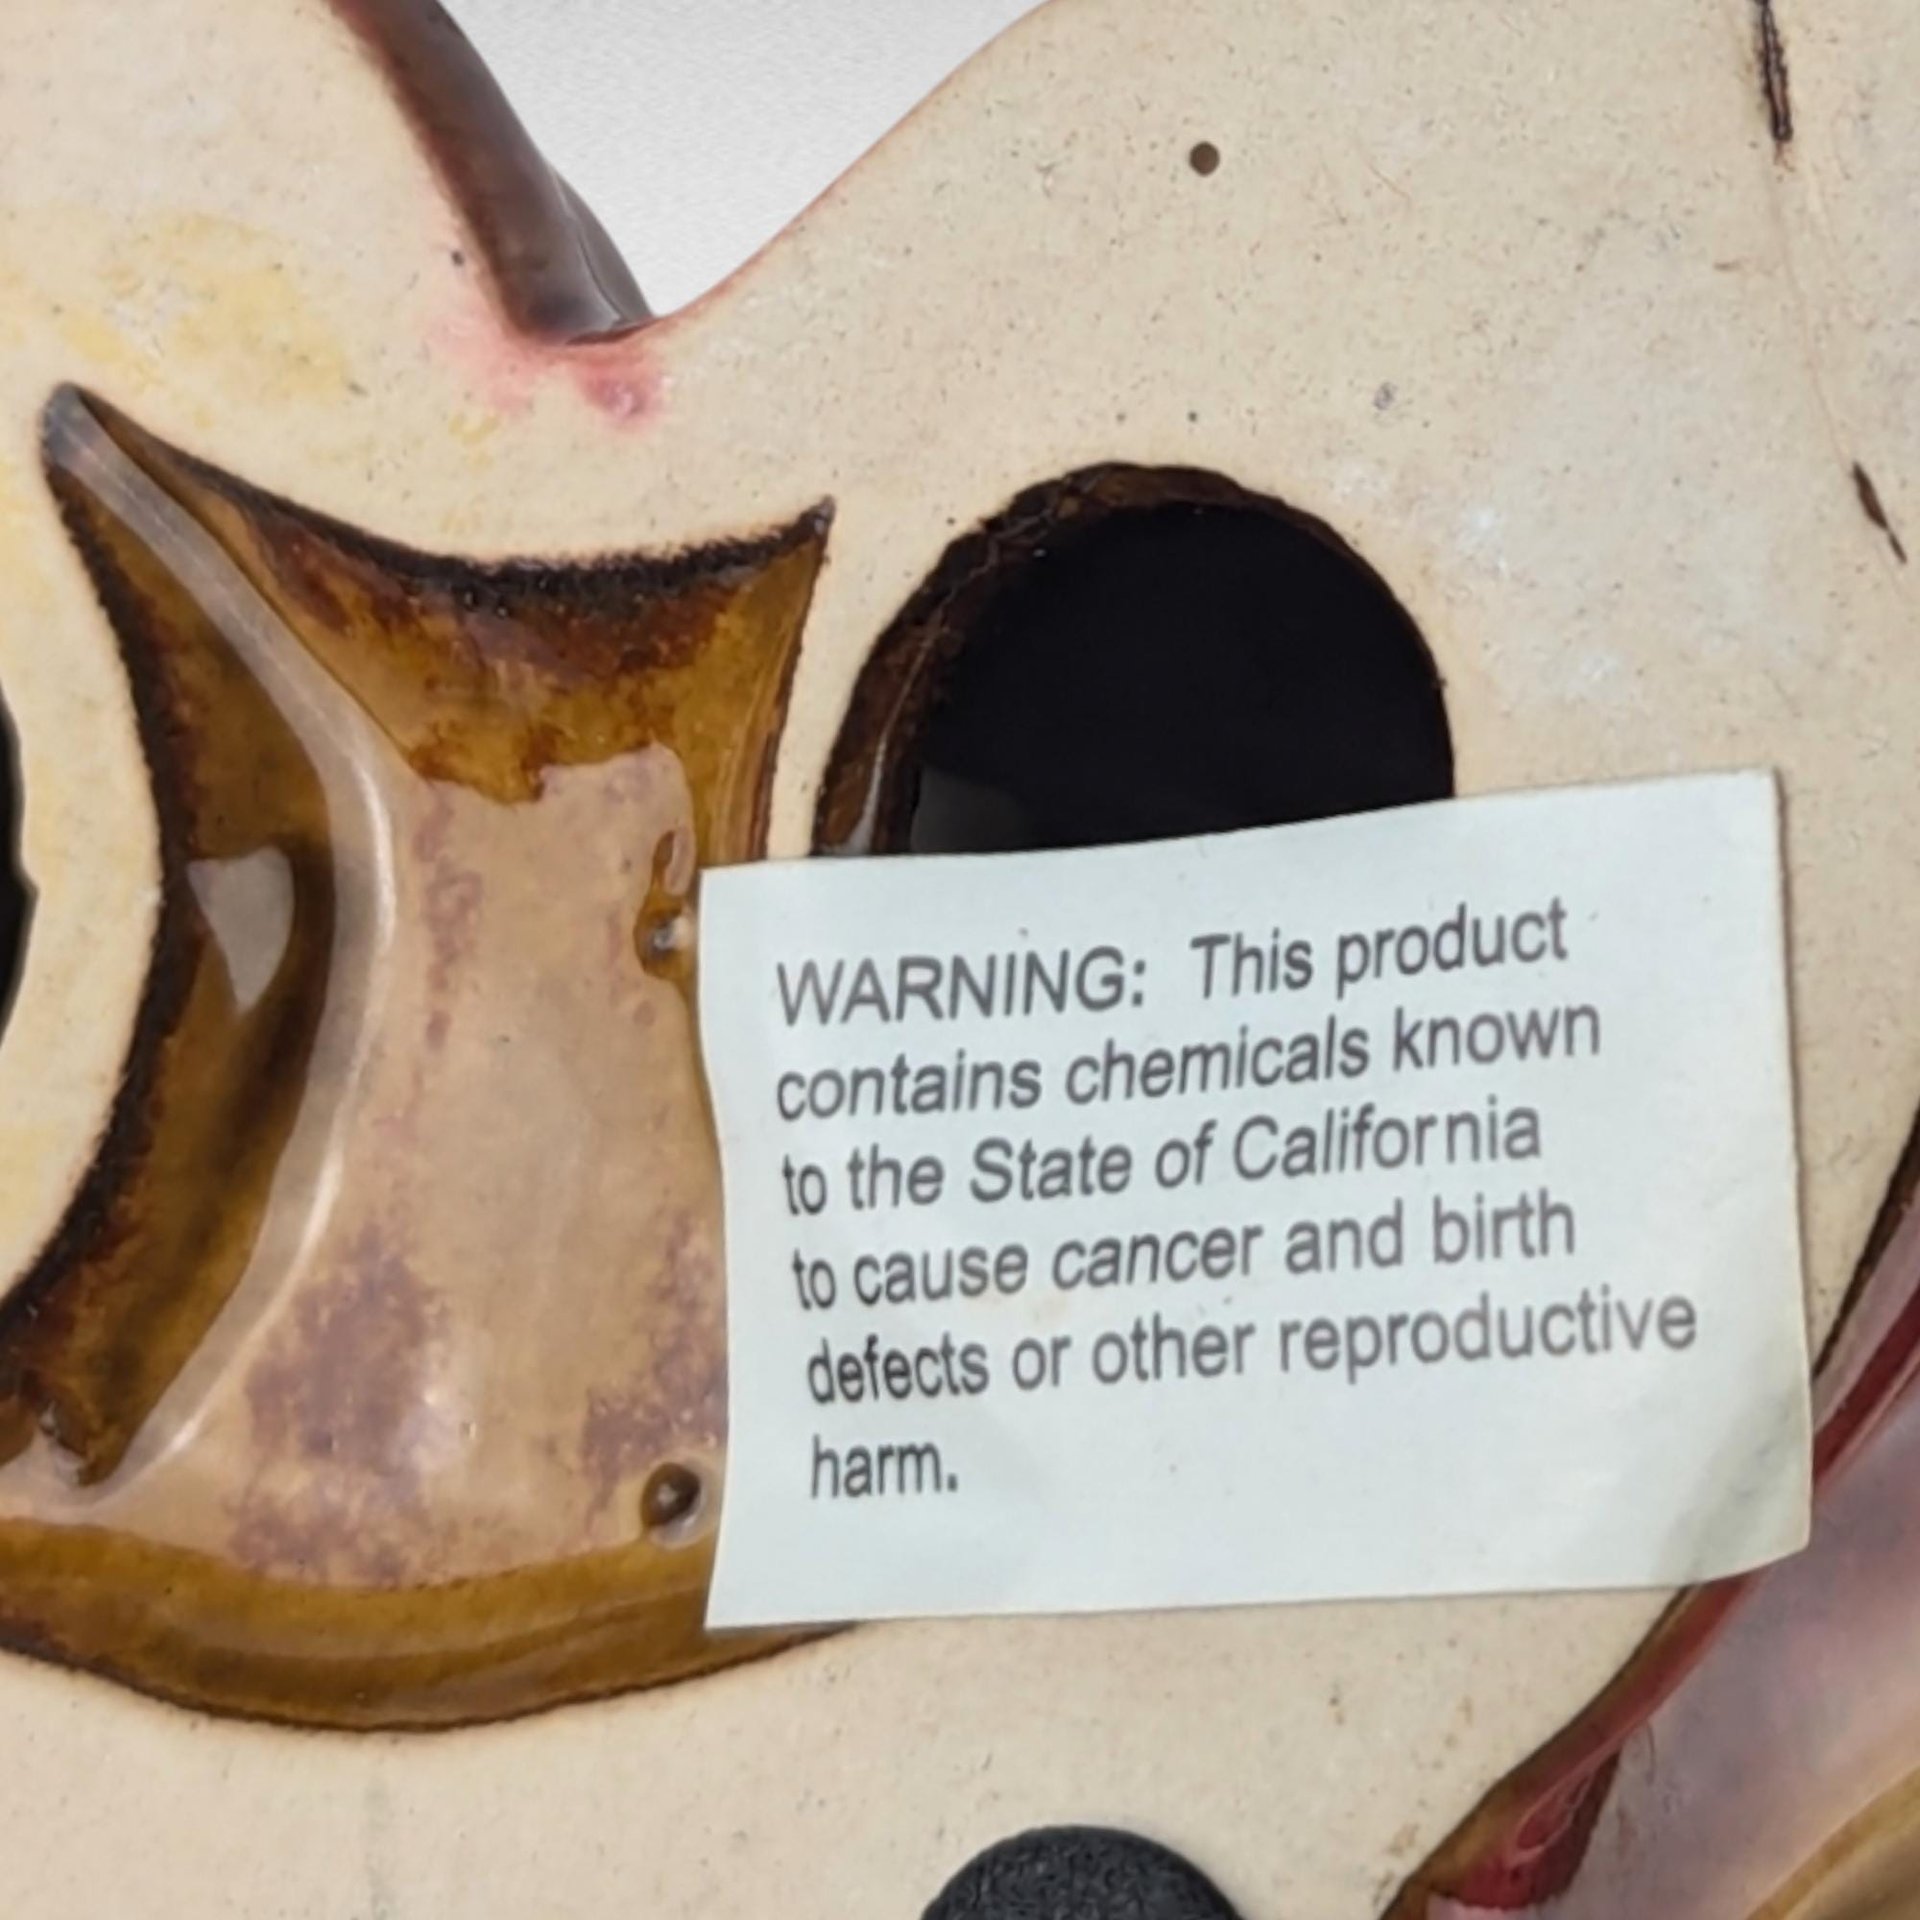 WARNING: This product
contains chemicals known
to the State of California
to cause cancer and birth
defects or other reproductive
harm.